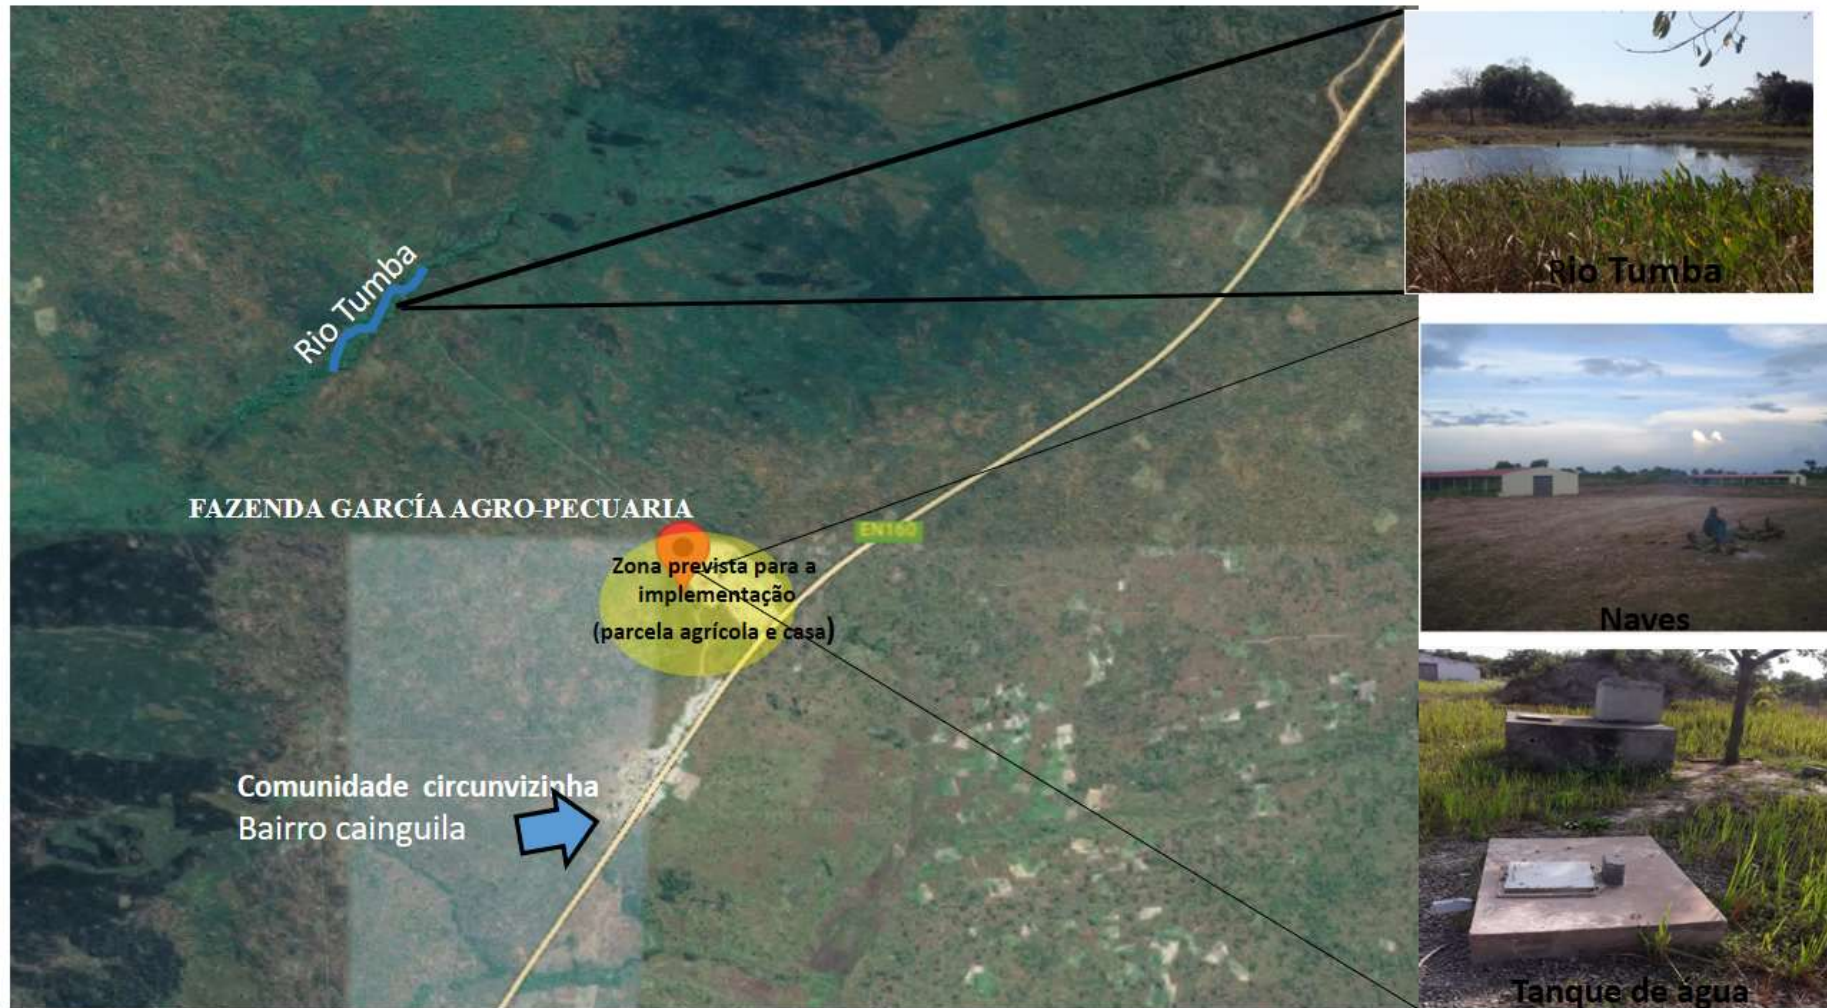 Rio Tumba
Rio Tumba
FAZENDA GARCÍA AGRO-PECUARIA
EN160
Zona prevista para a
implementação
(parcela agrícola e casa)
Naves
Comunidade circunvizinha
Bairro cainguila
Tanque de água